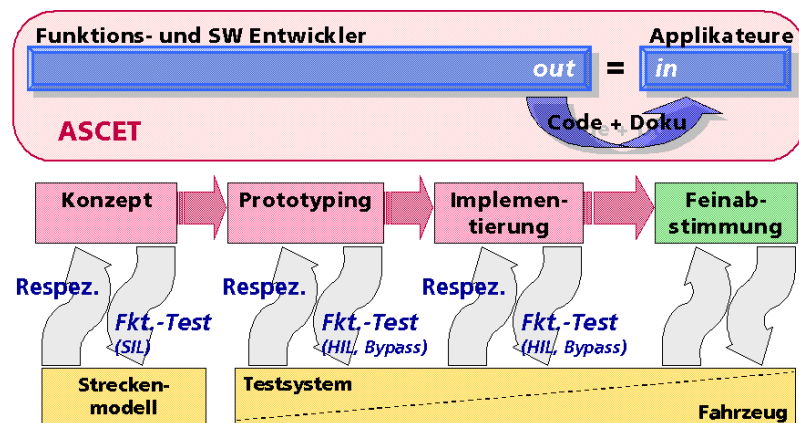 Funktions- und SW Entwickler
Applikateure
out = in
Code + Doku
ASCET
Konzept
Prototyping
Implemen-
tierung
Feinab-
stimmung
Respez.
Respez.
Respez.
Fkt.-Test
(SIL)
Fkt.-Test
(HIL, Bypass)
Fkt.-Test
(HIL, Bypass)
Strecken-
modell
Testsystem
Fahrzeug